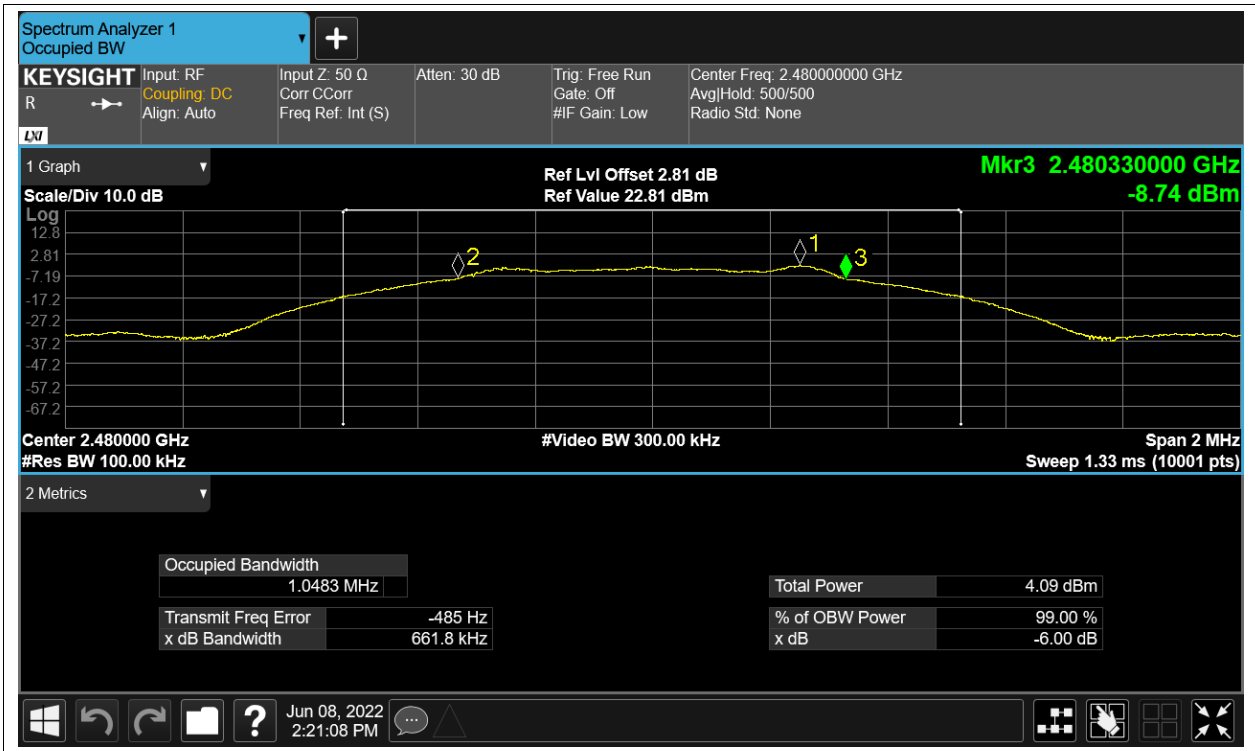 Spectrum Analyzer 1
Occupied BW
KEYSIGHT
R
LXI
Input: RF
Coupling: DC
Align: Auto
Input Z: 50 Ω
Corr CCorr
Freq Ref: Int (S)
Atten: 30 dB
Trig: Free Run
Gate: Off
#IF Gain: Low
Center Freq: 2.480000000 GHz
Avg|Hold: 500/500
Radio Std: None
1 Graph
Scale/Div 10.0 dB
Ref Lvl Offset 2.81 dB
Ref Value 22.81 dBm
Mkr3 2.480330000 GHz
-8.74 dBm
Log
12.8
2.81
-7.19
-17.2
-27.2
-37.2
-47.2
-57.2
-67.2
2
1
3
Center 2.480000 GHz
#Res BW 100.00 kHz
#Video BW 300.00 kHz
Span 2 MHz
Sweep 1.33 ms (10001 pts)
2 Metrics
Occupied Bandwidth
1.0483 MHz
Transmit Freq Error -485 Hz
x dB Bandwidth 661.8 kHz
Total Power 4.09 dBm
% of OBW Power 99.00 %
x dB -6.00 dB
?
Jun 08, 2022
2:21:08 PM